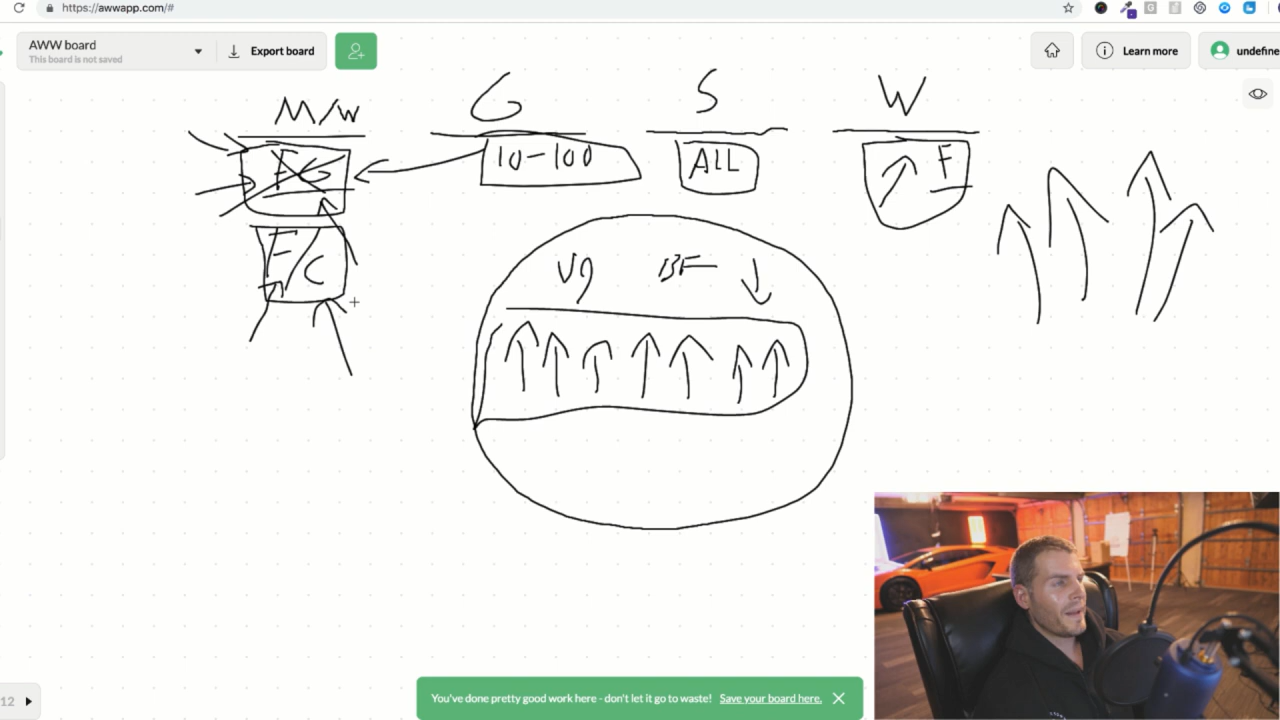 https://awwapp.com/#
AWW board
This board is not saved
Export board
Learn more
undefine
M/W G S W
FG 10-100 ALL F
F/C
BF
12
You've done pretty good work here - don't let it go to waste! Save your board here.